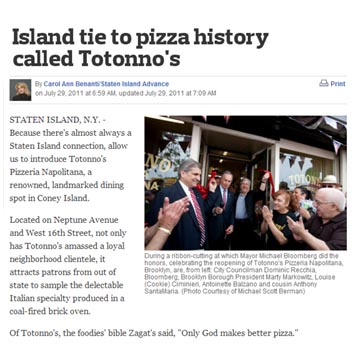 Island tie to pizza history
called Totonno's
By Carol Ann Benanti/Staten Island Advance
on July 29, 2011 at 6:59 AM, updated July 29, 2011 at 7:09 AM
Print
STATEN ISLAND, N.Y. -
Because there's almost always a
Staten Island connection, allow
us to introduce Totonno's
Pizzeria Napolitana, a
renowned, landmarked dining
spot in Coney Island.
Located on Neptune Avenue
and West 16th Street, not only
has Totonno's amassed a loyal
neighborhood clientele, it
attracts patrons from out of
state to sample the delectable
Italian specialty produced in a
coal-fired brick oven.
During a ribbon-cutting at which Mayor Michael Bloomberg did the
honors, celebrating the reopening of Totonno's Pizzeria Napolitana,
Brooklyn, are, from left: City Councilman Dominic Recchia,
Bloomberg, Brooklyn Borough President Marty Markowitz, Louise
(Cookie) Ciminieri, Antoinette Balzano and cousin Anthony
SantaMaria. (Photo Courtesy of Michael Scott Berman)
Of Totonno's, the foodies' bible Zagat's said, "Only God makes better pizza."